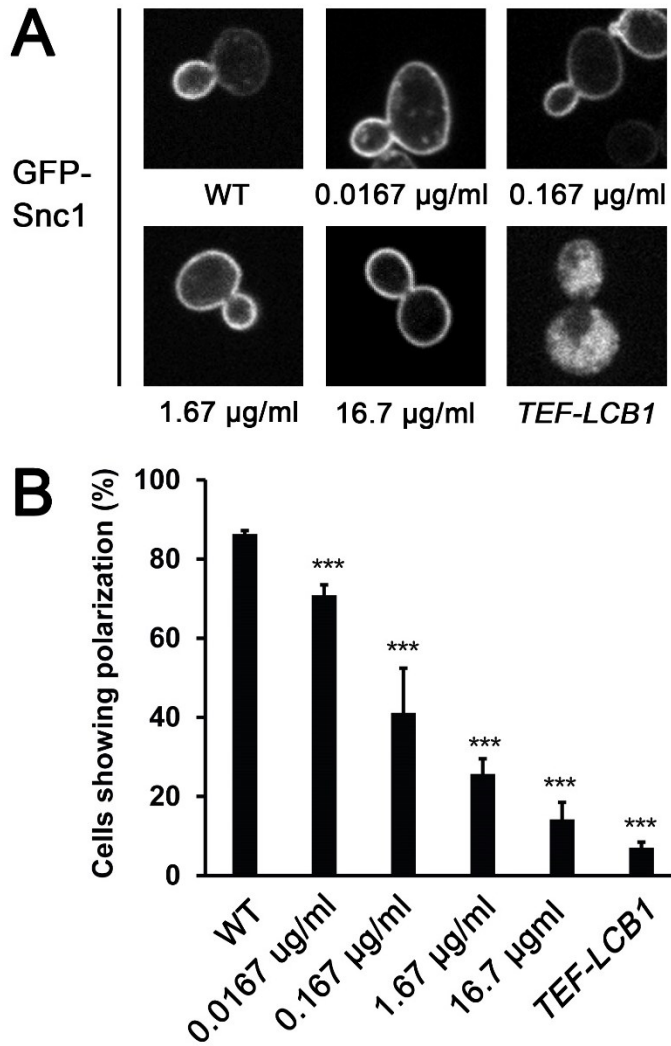 A
GFP-
Snc1
WT 0.0167 µg/ml 0.167 µg/ml
1.67 µg/ml 16.7 µg/ml TEF-LCB1
B
Cells showing polarization (%)
100
80
60
40
20
0
***
***
***
***
***
WT
0.0167 ug/ml
0.167 µg/ml
1.67 µg/ml
16.7 µgml
TEF-LCB1